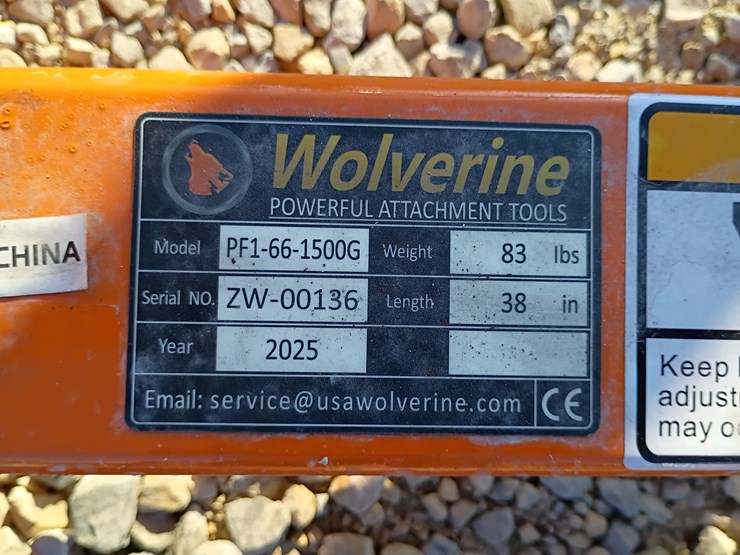 Wolverine
POWERFUL ATTACHMENT TOOLS
Model PF1-66-1500G Weight 83 lbs
Serial NO. ZW-00136 Length 38 in
Year 2025
Email: service@usawolverine.com CE
CHINA
Keep
adjust
may